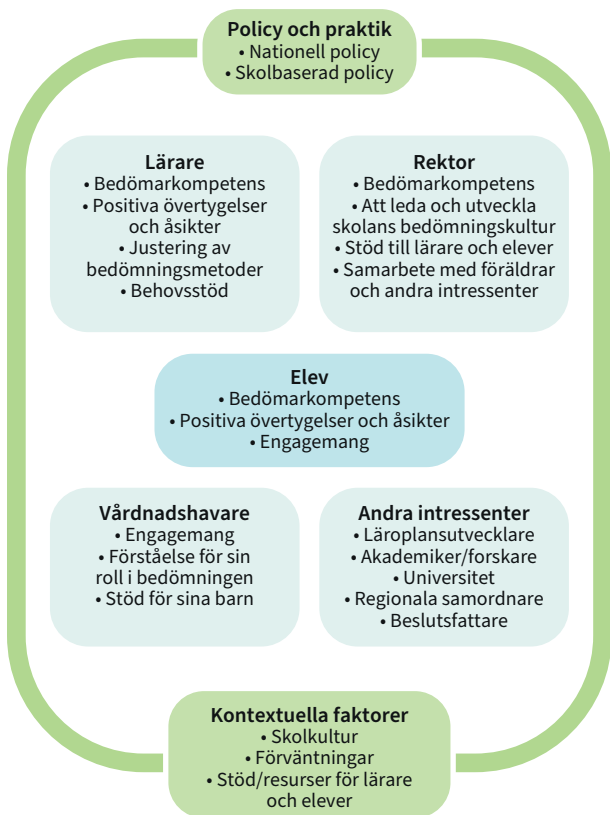 Policy och praktik
• Nationell policy
• Skolbaserad policy
Lärare
• Bedömarkompetens
• Positiva övertygelser
och åsikter
• Justering av
bedömningsmetoder
• Behovsstöd
Rektor
• Bedömarkompetens
• Att leda och utveckla
skolans bedömningskultur
• Stöd till lärare och elever
• Samarbete med föräldrar
och andra intressenter
Elev
• Bedömarkompetens
• Positiva övertygelser och åsikter
• Engagemang
Vårdnadshavare
• Engagemang
• Förståelse för sin
roll i bedömningen
• Stöd för sina barn
Andra intressenter
• Läroplansutvecklare
• Akademiker/forskare
• Universitet
• Regionala samordnare
• Beslutsfattare
Kontextuella faktorer
• Skolkultur
• Förväntningar
• Stöd/resurser för lärare
och elever